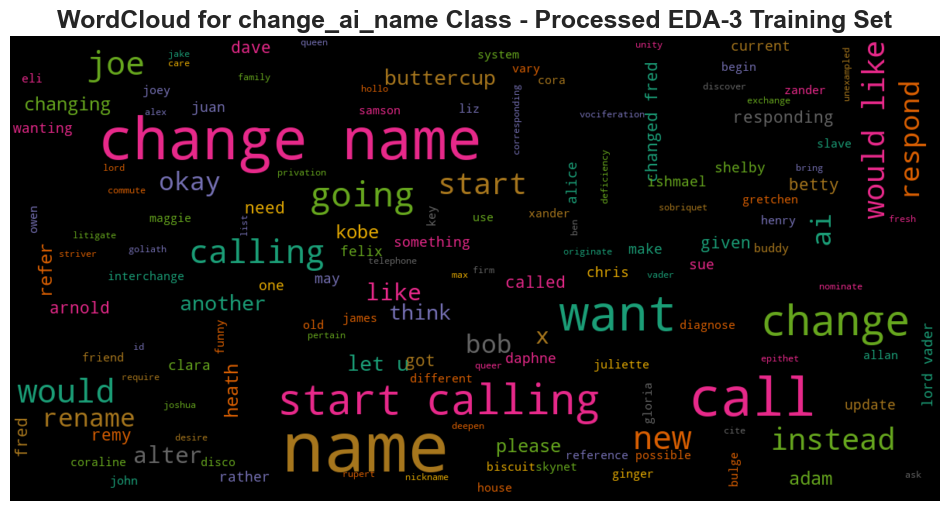 WordCloud for change_ai_name Class - Processed EDA-3 Training Set
queen
jake
care
dave
system
vary
unity
current
would like
joe
eli
family
buttercup
cora
begin
discover
unexampled
joey
hollo
changed fred
zander
respond
changing
alex
juan
samson
liz
corresponding
vociferation
exchange
responding
wanting
change name
slave
lord
privation
okay
start
alice
deficiency
ishmael
shelby
bring
betty
commute
going
gretchen
owen
maggie
need
list
key
use
xander
sobriquet
henry
ai
fresh
litigate
kobe
ben
striver
goliath
calling
felix
something
originate
make
given
buddy
refer
telephone
interchange
one
may
max
firm
called
chris
vader
sue
nominate
arnold
another
like
want
change
james
think
old
pertain
x
diagnose
lord vader
funny
bob
friend
id
clara
let u
got
daphne
juliette
epithet
allan
different
queer
would
require
heath
start calling
call
joshua
gloria
update
rename
fred
remy
desire
deepen
cite
alter
name
new
instead
please
coraline
disco
reference
possible
biscuit
skynet
bulge
john
rather
rupert
nickname
ginger
adam
ask
house